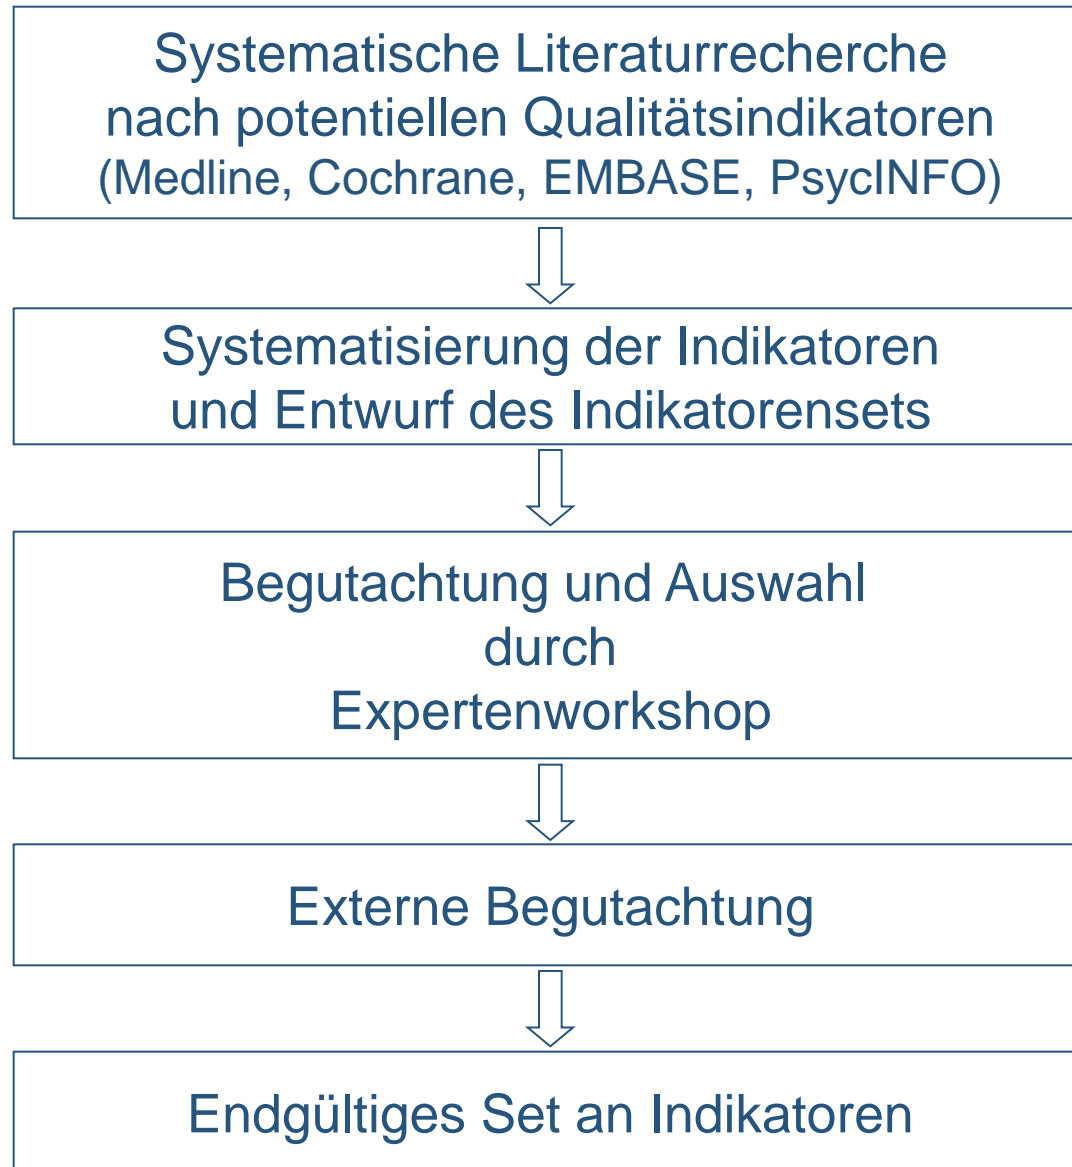 Systematische Literaturrecherche
nach potentiellen Qualitätsindikatoren
(Medline, Cochrane, EMBASE, PsycINFO)
Systematisierung der Indikatoren
und Entwurf des Indikatorensets
Begutachtung und Auswahl
durch
Expertenworkshop
Externe Begutachtung
Endgültiges Set an Indikatoren